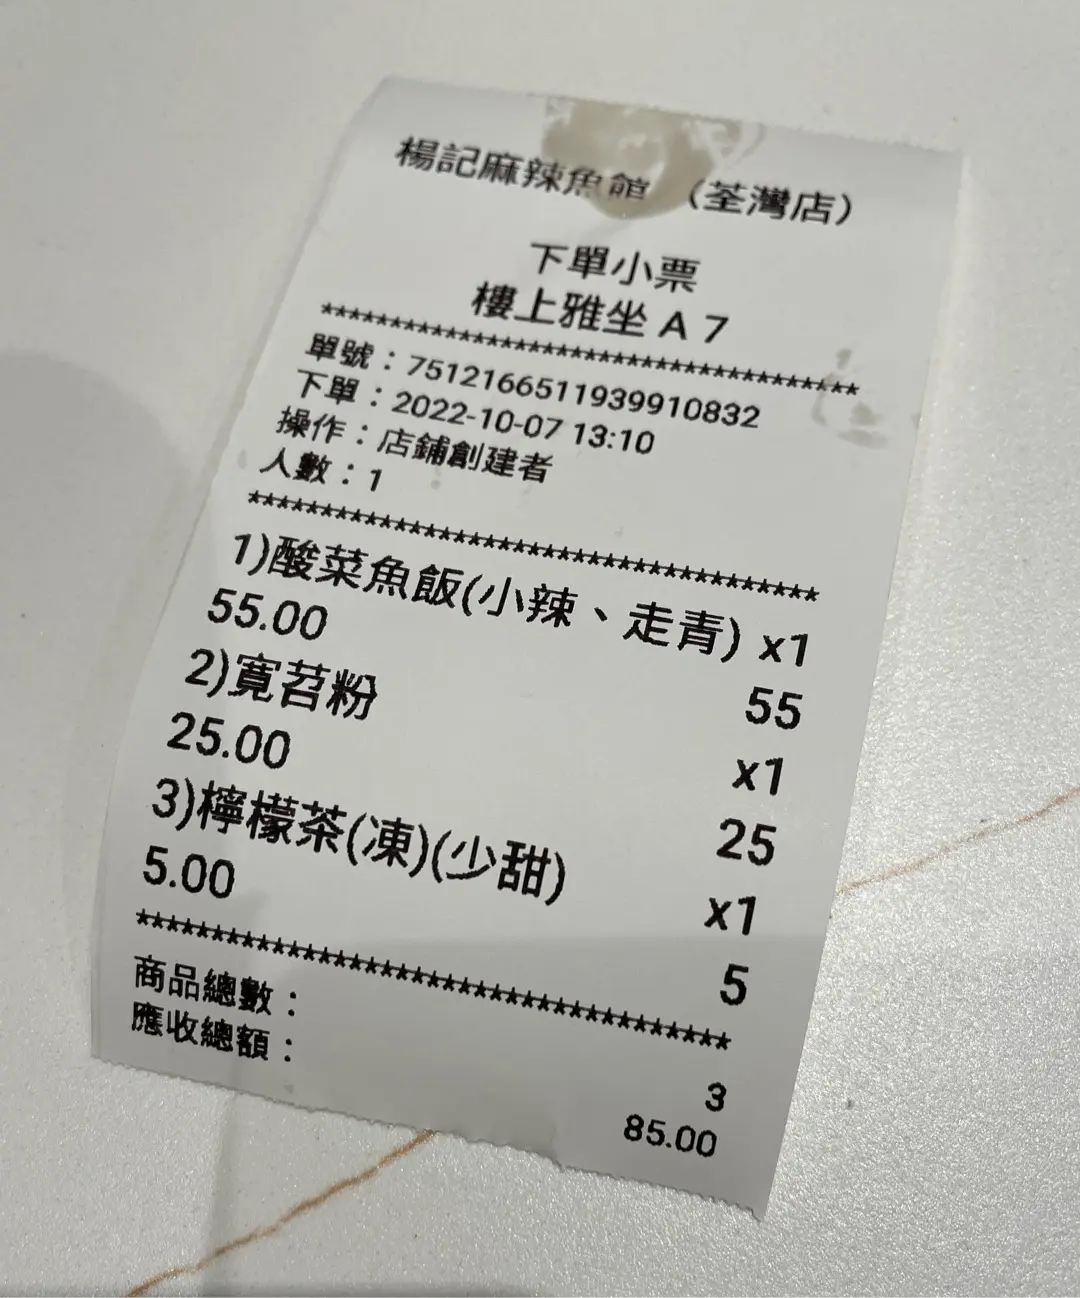 楊記麻辣魚館 （荃灣店）
下單小票
樓上雅坐 A 7
****************************************
單號：7512166511939910832
下單：2022-10-07 13:10
操作：店鋪創建者
人數：1
****************************************
1)酸菜魚飯(小辣、走青) x1
55.00 55
2)寬苕粉 x1
25.00 25
3)檸檬茶(凍)(少甜) x1
5.00 5
****************************************
商品總數： 3
應收總額： 85.00